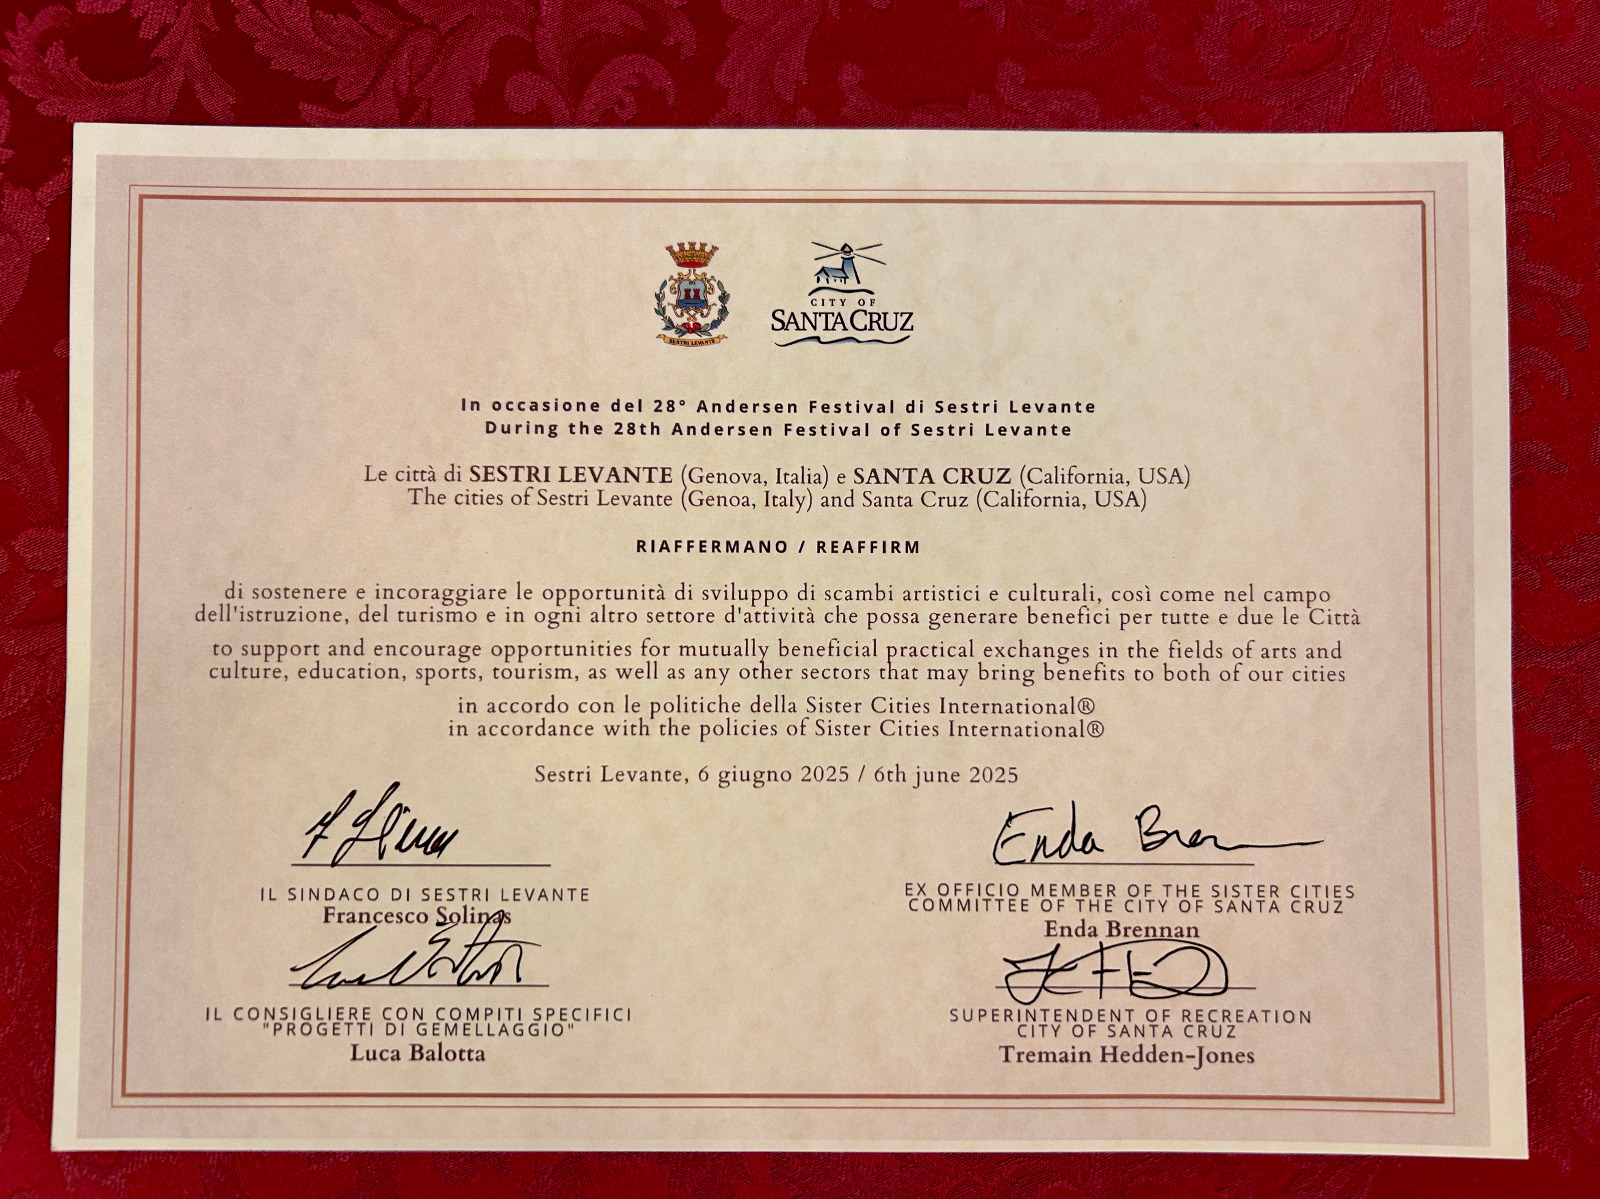 SESTRI LEVANTE
CITY OF
SANTA CRUZ
In occasione del 28° Andersen Festival di Sestri Levante
During the 28th Andersen Festival of Sestri Levante
Le città di SESTRI LEVANTE (Genova, Italia) e SANTA CRUZ (California, USA)
The cities of Sestri Levante (Genoa, Italy) and Santa Cruz (California, USA)
RIAFFERMANO / REAFFIRM
di sostenere e incoraggiare le opportunità di sviluppo di scambi artistici e culturali, così come nel campo
dell'istruzione, del turismo e in ogni altro settore d'attività che possa generare benefici per tutte e due le Città
to support and encourage opportunities for mutually beneficial practical exchanges in the fields of arts and
culture, education, sports, tourism, as well as any other sectors that may bring benefits to both of our cities
in accordo con le politiche della Sister Cities International®
in accordance with the policies of Sister Cities International®
Sestri Levante, 6 giugno 2025 / 6th june 2025
IL SINDACO DI SESTRI LEVANTE
Francesco Solinas
IL CONSIGLIERE CON COMPITI SPECIFICI
"PROGETTI DI GEMELLAGGIO"
Luca Balotta
Enda
EX OFFICIO MEMBER OF THE SISTER CITIES
COMMITTEE OF THE CITY OF SANTA CRUZ
Enda Brennan
SUPERINTENDENT OF RECREATION
CITY OF SANTA CRUZ
Tremain Hedden-Jones